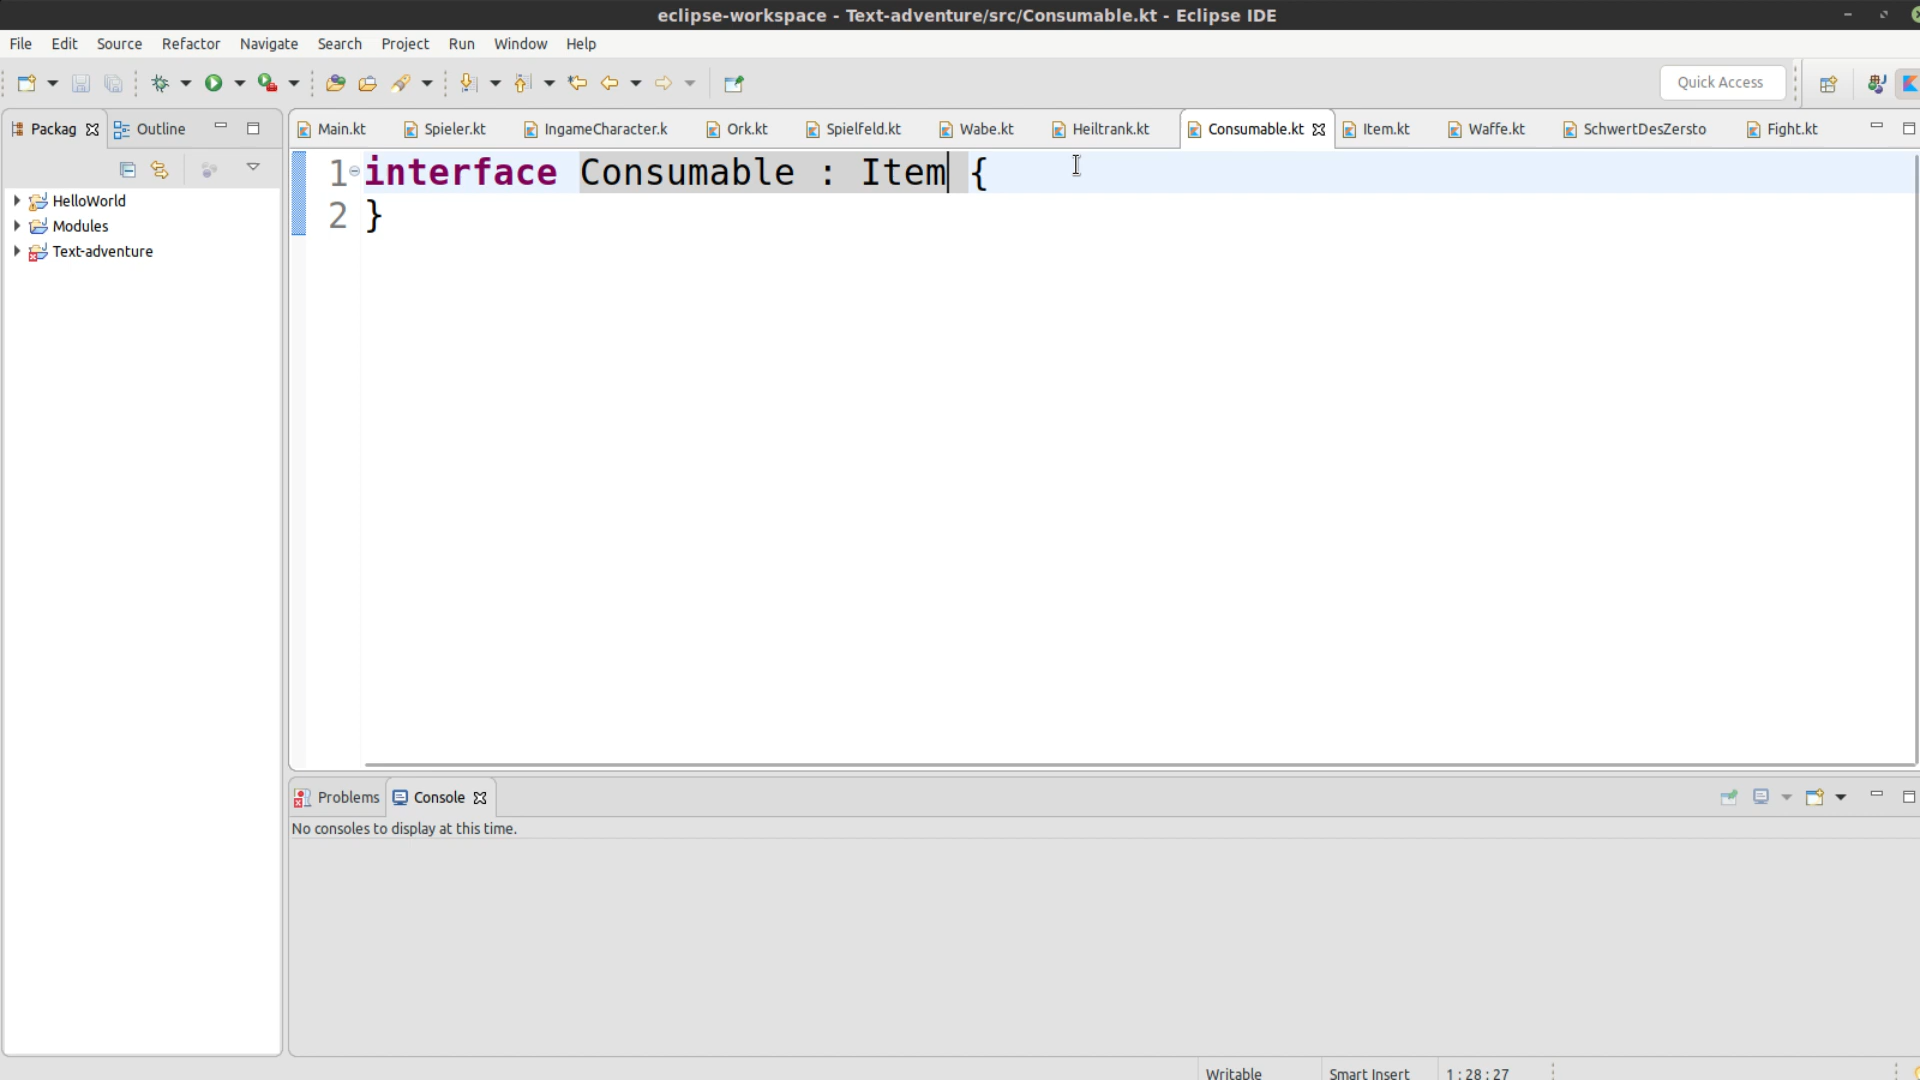 eclipse-workspace - Text-adventure/src/Consumable.kt - Eclipse IDE
File Edit Source Refactor Navigate Search Project Run Window Help
Quick Access
Packag Outline
Main.kt Spieler.kt IngameCharacter.k Ork.kt Spielfeld.kt Wabe.kt Heiltrank.kt Consumable.kt Item.kt Waffe.kt SchwertDesZersto Fight.kt
HelloWorld
Modules
Text-adventure
1 interface Consumable : Item {
2 }
Problems Console
No consoles to display at this time.
Writable Smart Insert 1 : 28 : 27